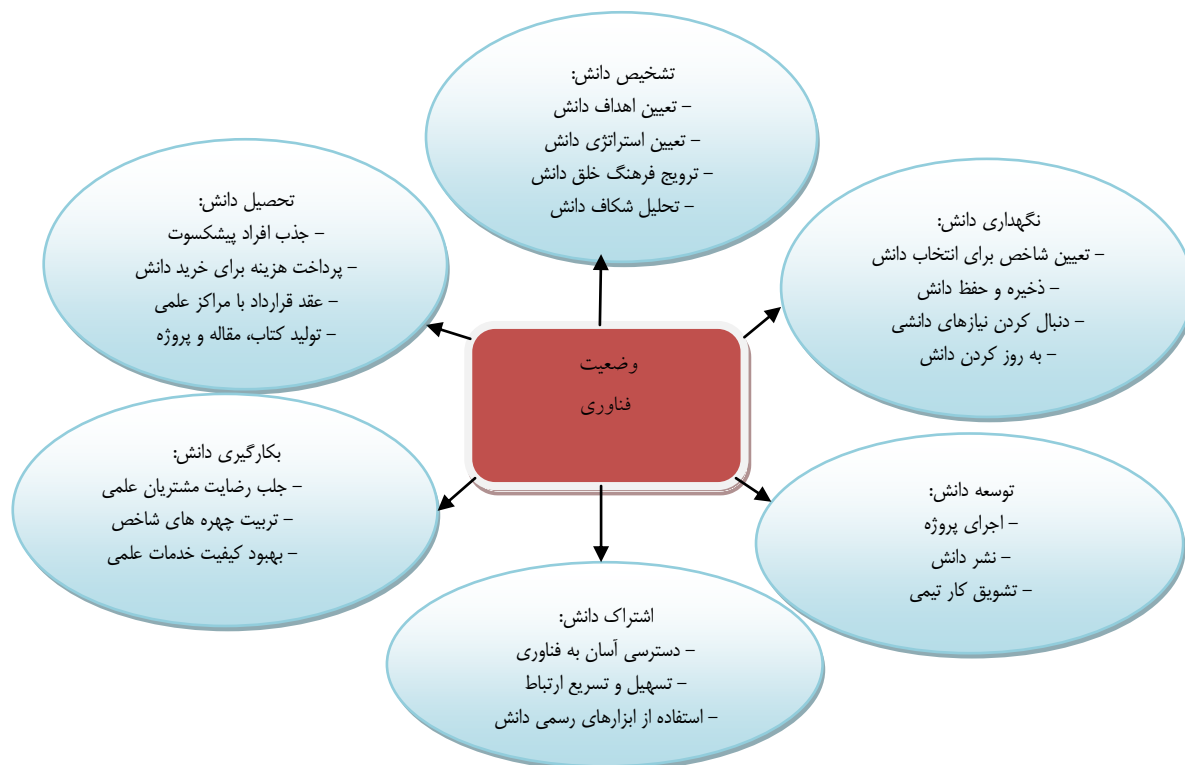 تشخیص دانش:
– تعیین اهداف دانش
– تعیین استراتژی دانش
– ترویج فرهنگ خلق دانش
– تحلیل شکاف دانش
نگهداری دانش:
– تعیین شاخص برای انتخاب دانش
– ذخیره و حفظ دانش
– دنبال کردن نیازهای دانشی
– به روز کردن دانش
تحصیل دانش:
– جذب افراد پیشکسوت
– پرداخت هزینه برای خرید دانش
– عقد قرارداد با مراکز علمی
– تولید کتاب، مقاله و پروژه
وضعیت
فناوری
توسعه دانش:
– اجرای پروژه
– نشر دانش
– تشویق کار تیمی
بکارگیری دانش:
– جلب رضایت مشتریان علمی
– تربیت چهره های شاخص
– بهبود کیفیت خدمات علمی
اشتراک دانش:
– دسترسی آسان به فناوری
– تسهیل و تسریع ارتباط
– استفاده از ابزارهای رسمی دانش